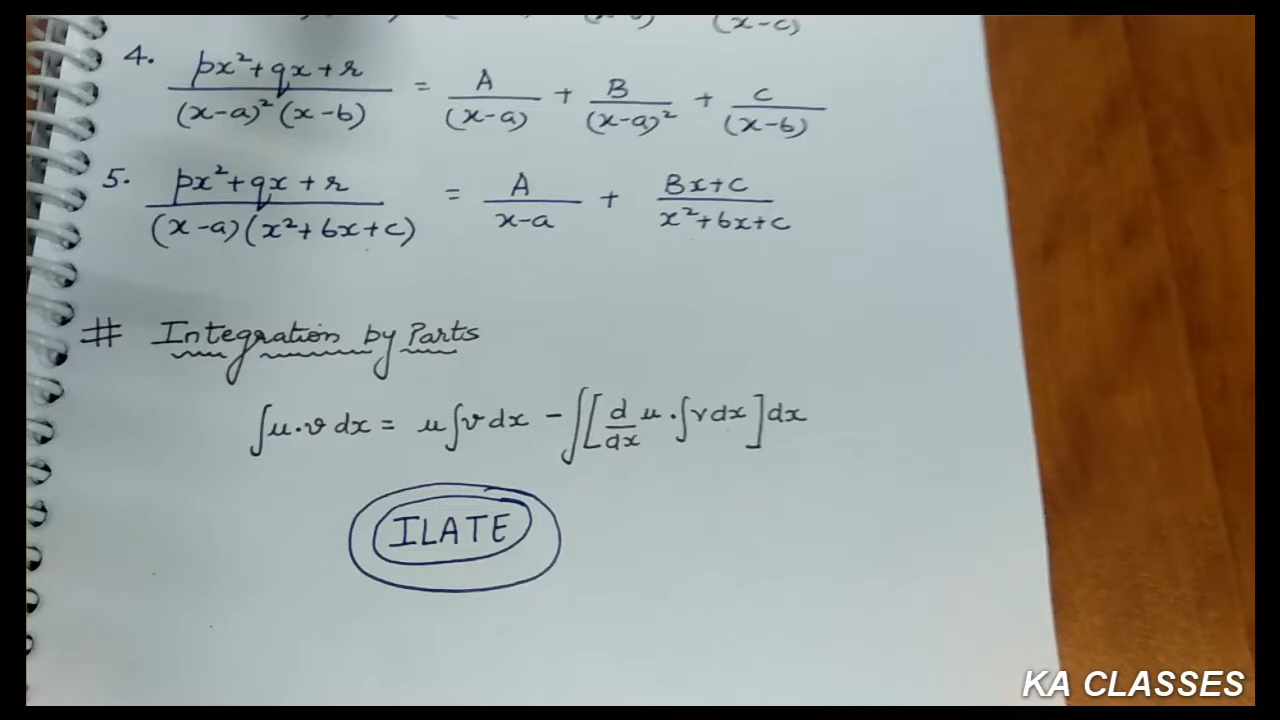 (x-c)
4. px²+qx+r / (x-a)² (x-b) = A / (x-a) + B / (x-a)² + C / (x-b)
5. px²+qx+r / (x-a)(x²+bx+c) = A / x-a + Bx+C / x²+bx+c
# Integration by Parts
∫u.v dx = u∫v dx - ∫[d/dx u . ∫v dx] dx
ILATE
KA CLASSES